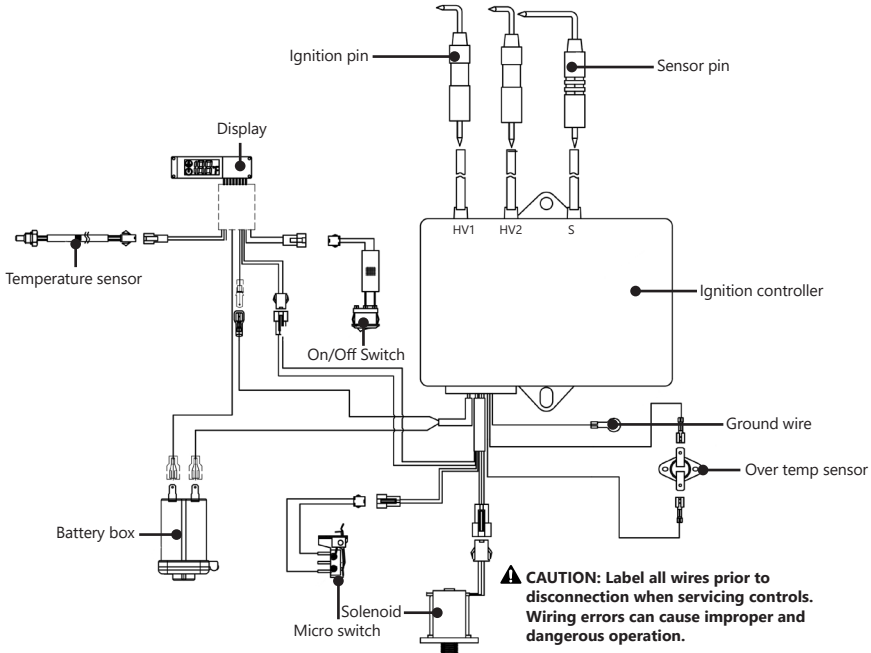 Ignition pin
Sensor pin
Display
HV1
HV2
S
Temperature sensor
Ignition controller
On/Off Switch
Ground wire
Over temp sensor
Battery box
Solenoid
Micro switch
CAUTION: Label all wires prior to
disconnection when servicing controls.
Wiring errors can cause improper and
dangerous operation.